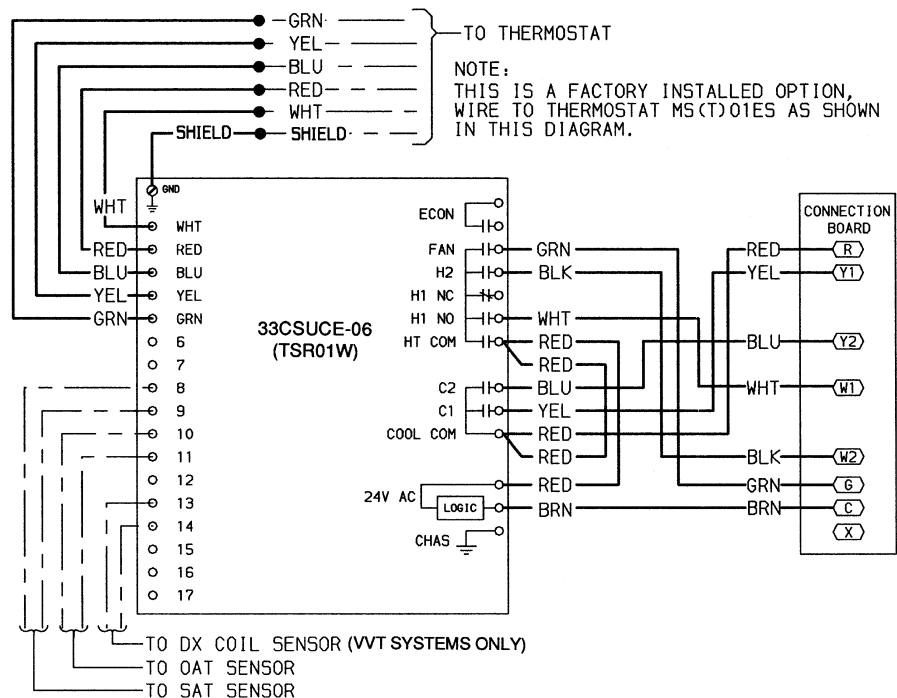 GRN
YEL
BLU
RED
WHT
SHIELD SHIELD
TO THERMOSTAT
NOTE:
THIS IS A FACTORY INSTALLED OPTION,
WIRE TO THERMOSTAT MS(T)01ES AS SHOWN
IN THIS DIAGRAM.
GND
WHT WHT
RED RED
BLU BLU
YEL YEL
GRN GRN
6
7
8
9
10
11
12
13
14
15
16
17
33CSUCE-06
(TSR01W)
ECON
FAN GRN
H2 BLK
H1 NC
H1 NO WHT
HT COM RED
RED
C2 BLU
C1 YEL
COOL COM RED
RED
24V AC RED
LOGIC BRN
CHAS
CONNECTION
BOARD
RED R
YEL Y1
BLU Y2
WHT W1
BLK W2
GRN G
BRN C
X
TO DX COIL SENSOR (VVT SYSTEMS ONLY)
TO OAT SENSOR
TO SAT SENSOR